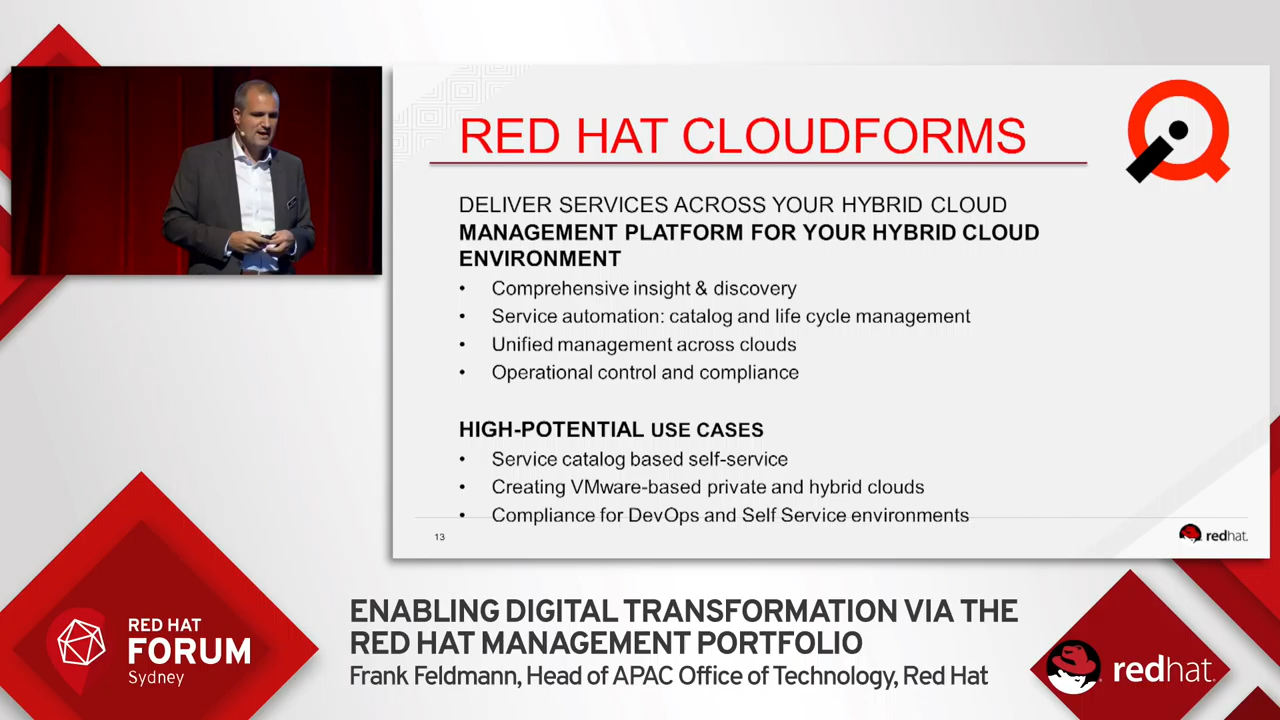 RED HAT CLOUDFORMS
DELIVER SERVICES ACROSS YOUR HYBRID CLOUD
MANAGEMENT PLATFORM FOR YOUR HYBRID CLOUD
ENVIRONMENT
• Comprehensive insight & discovery
• Service automation: catalog and life cycle management
• Unified management across clouds
• Operational control and compliance
HIGH-POTENTIAL USE CASES
• Service catalog based self-service
• Creating VMware-based private and hybrid clouds
• Compliance for DevOps and Self Service environments
13
redhat.
RED HAT
FORUM
Sydney
ENABLING DIGITAL TRANSFORMATION VIA THE
RED HAT MANAGEMENT PORTFOLIO
Frank Feldmann, Head of APAC Office of Technology, Red Hat
redhat.